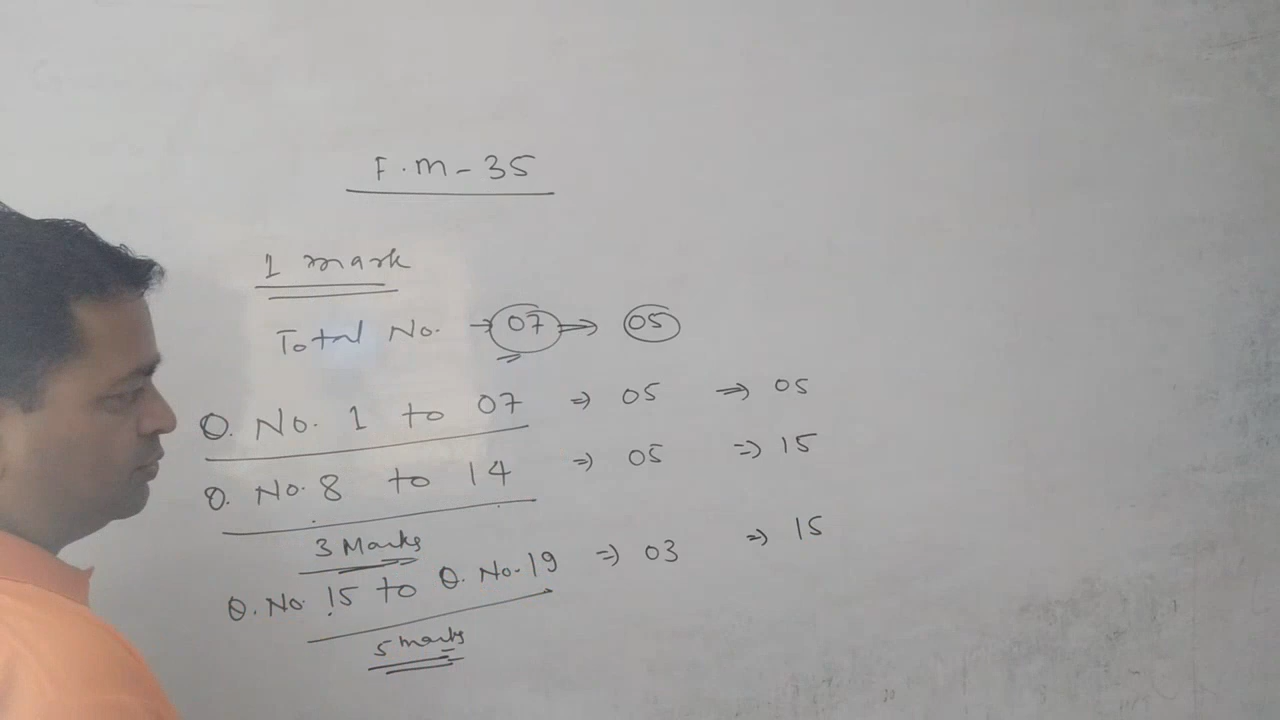 F.M - 35
1 mark
Total No. → 07 ⇒ 05
Q. No. 1 to 07 ⇒ 05 ⇒ 05
Q. No. 8 to 14 ⇒ 05 ⇒ 15
3 Marks
Q. No. 15 to Q. No. 19 ⇒ 03 ⇒ 15
5 marks